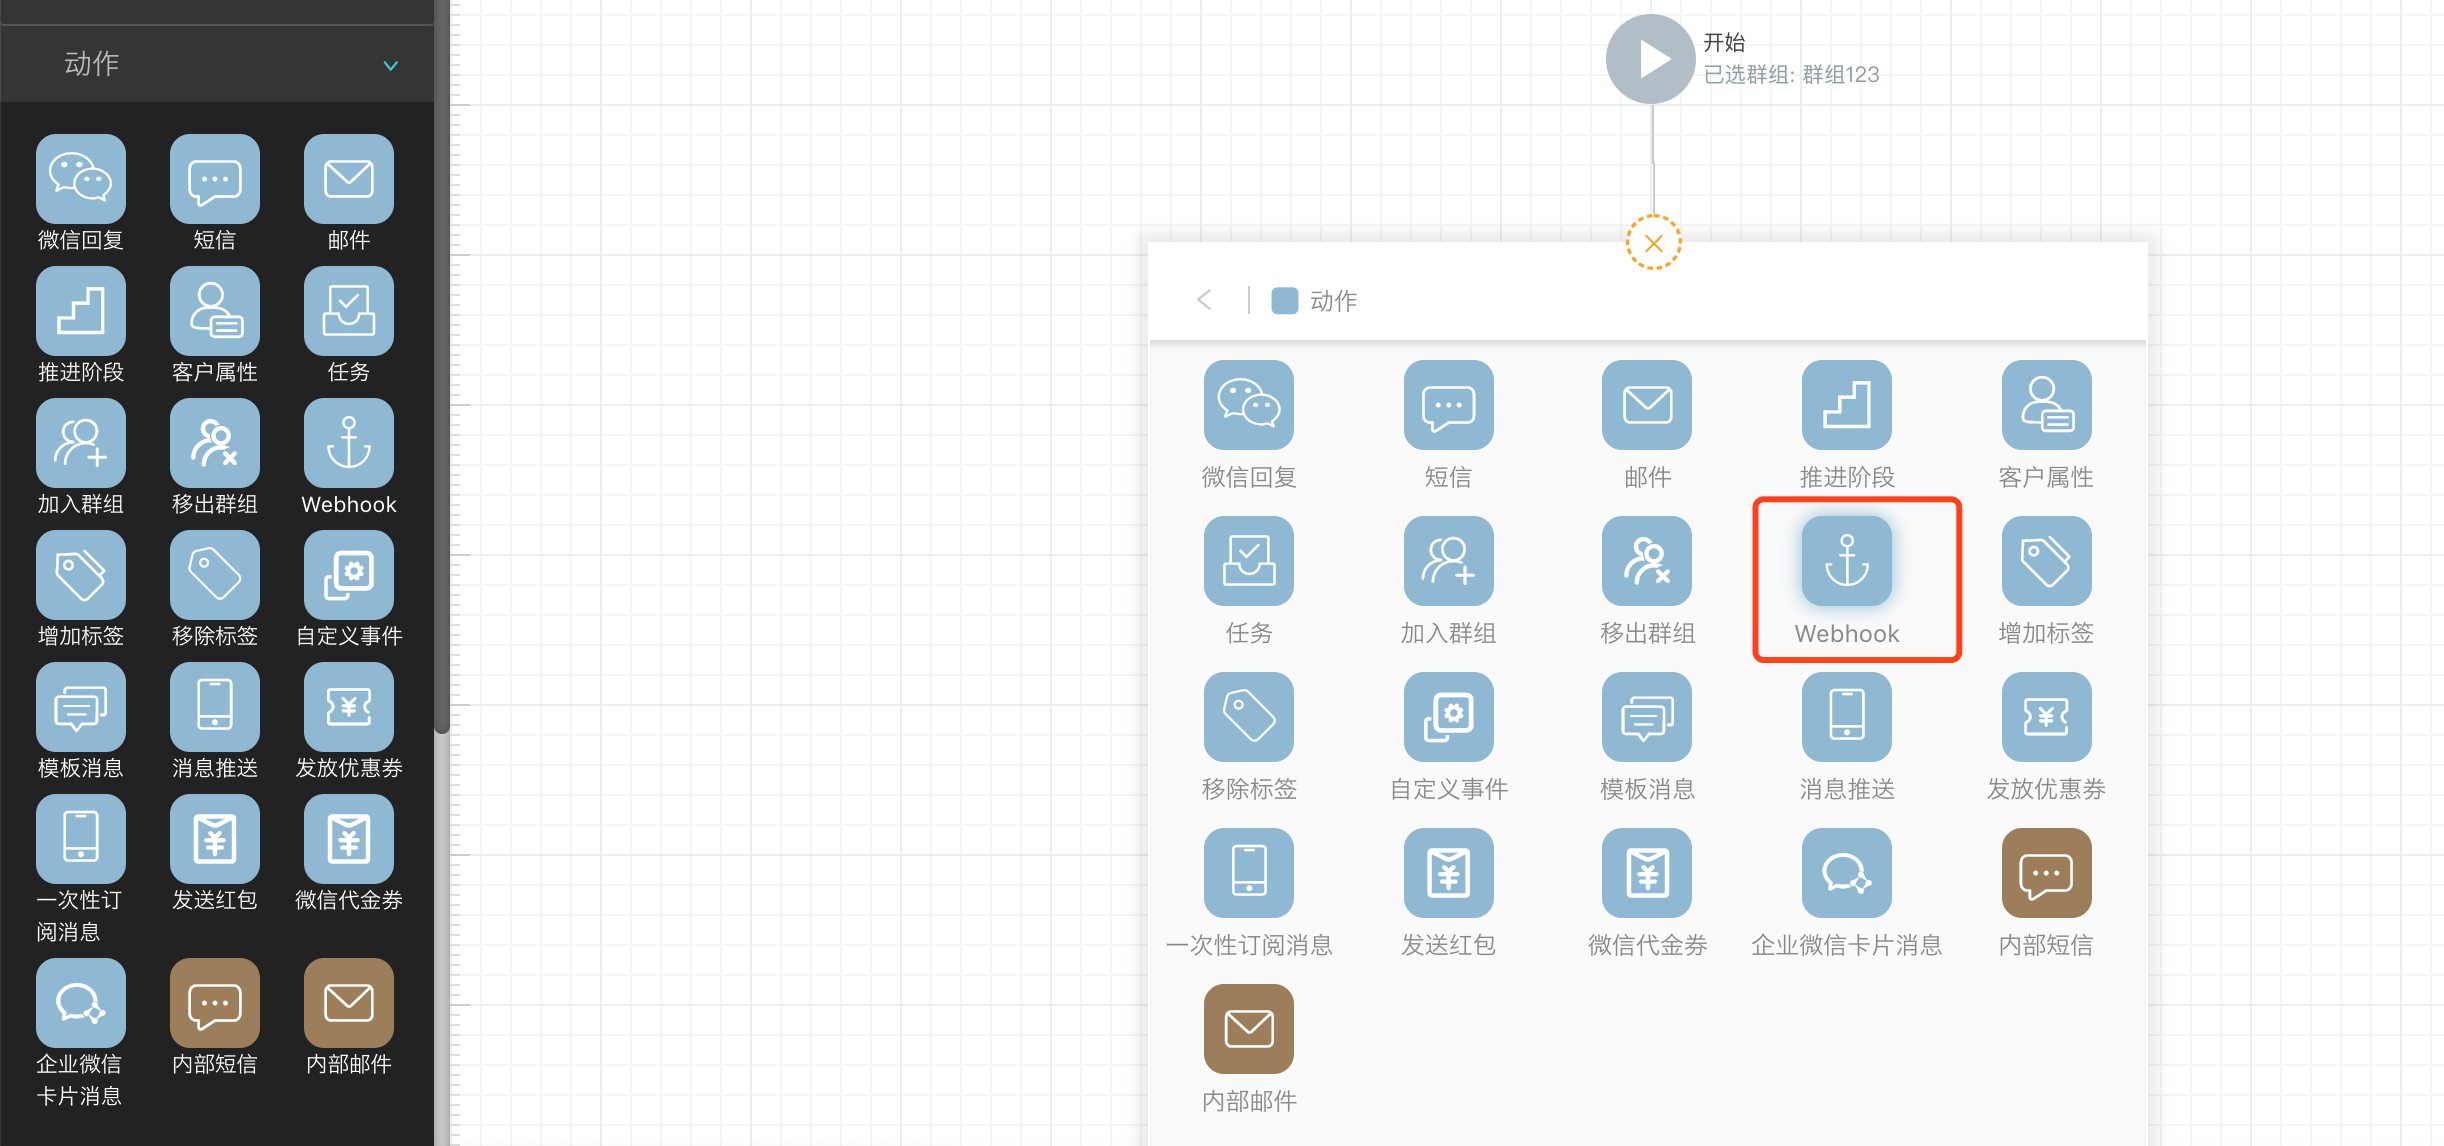 动作
微信回复 短信 邮件
推进阶段 客户属性 任务
加入群组 移出群组 Webhook
增加标签 移除标签 自定义事件
模板消息 消息推送 发放优惠券
一次性订 发送红包 微信代金券
阅消息
企业微信 内部短信 内部邮件
卡片消息
开始
已选群组: 群组123
动作
微信回复 短信 邮件 推进阶段 客户属性
任务 加入群组 移出群组 Webhook 增加标签
移除标签 自定义事件 模板消息 消息推送 发放优惠券
一次性订阅消息 发送红包 微信代金券 企业微信卡片消息 内部短信
内部邮件